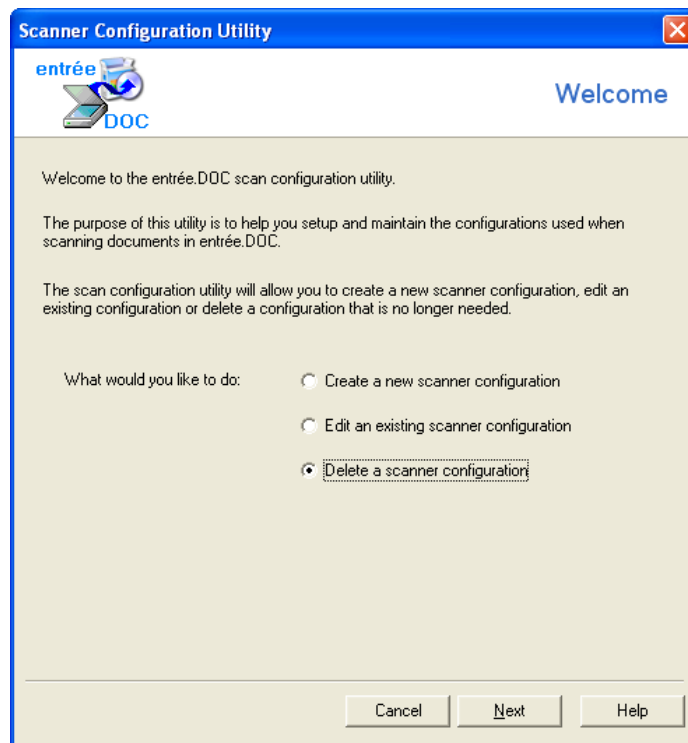 Scanner Configuration Utility
entrée
DOC
Welcome
Welcome to the entrée.DOC scan configuration utility.
The purpose of this utility is to help you setup and maintain the configurations used when
scanning documents in entrée.DOC.
The scan configuration utility will allow you to create a new scanner configuration, edit an
existing configuration or delete a configuration that is no longer needed.
What would you like to do:
Create a new scanner configuration
Edit an existing scanner configuration
Delete a scanner configuration
Cancel
Next
Help